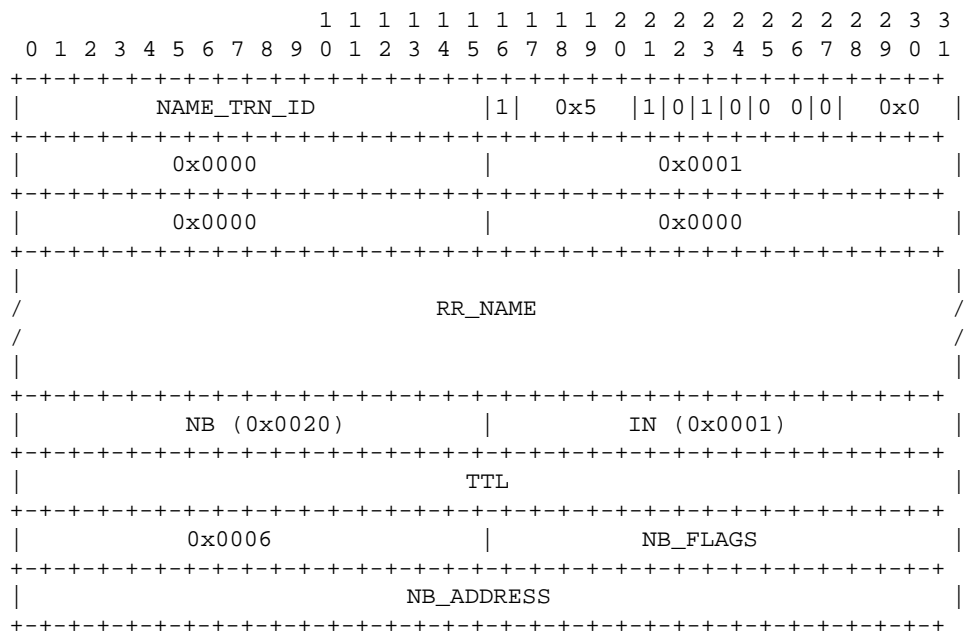 1 1 1 1 1 1 1 1 1 1 2 2 2 2 2 2 2 2 2 2 3 3
 0 1 2 3 4 5 6 7 8 9 0 1 2 3 4 5 6 7 8 9 0 1 2 3 4 5 6 7 8 9 0 1
+-+-+-+-+-+-+-+-+-+-+-+-+-+-+-+-+-+-+-+-+-+-+-+-+-+-+-+-+-+-+-+-+
|          NAME_TRN_ID            |1|  0x5  |1|0|1|0|0 0|0|  0x0  |
+-+-+-+-+-+-+-+-+-+-+-+-+-+-+-+-+-+-+-+-+-+-+-+-+-+-+-+-+-+-+-+-+
|          0x0000                |           0x0001               |
+-+-+-+-+-+-+-+-+-+-+-+-+-+-+-+-+-+-+-+-+-+-+-+-+-+-+-+-+-+-+-+-+
|          0x0000                |           0x0000               |
+-+-+-+-+-+-+-+-+-+-+-+-+-+-+-+-+-+-+-+-+-+-+-+-+-+-+-+-+-+-+-+-+
|                                                                 |
/                            RR_NAME                              /
/                                                                 /
|                                                                 |
+-+-+-+-+-+-+-+-+-+-+-+-+-+-+-+-+-+-+-+-+-+-+-+-+-+-+-+-+-+-+-+-+
|           NB (0x0020)          |         IN (0x0001)            |
+-+-+-+-+-+-+-+-+-+-+-+-+-+-+-+-+-+-+-+-+-+-+-+-+-+-+-+-+-+-+-+-+
|                              TTL                                |
+-+-+-+-+-+-+-+-+-+-+-+-+-+-+-+-+-+-+-+-+-+-+-+-+-+-+-+-+-+-+-+-+
|           0x0006               |          NB_FLAGS              |
+-+-+-+-+-+-+-+-+-+-+-+-+-+-+-+-+-+-+-+-+-+-+-+-+-+-+-+-+-+-+-+-+
|                          NB_ADDRESS                             |
+-+-+-+-+-+-+-+-+-+-+-+-+-+-+-+-+-+-+-+-+-+-+-+-+-+-+-+-+-+-+-+-+